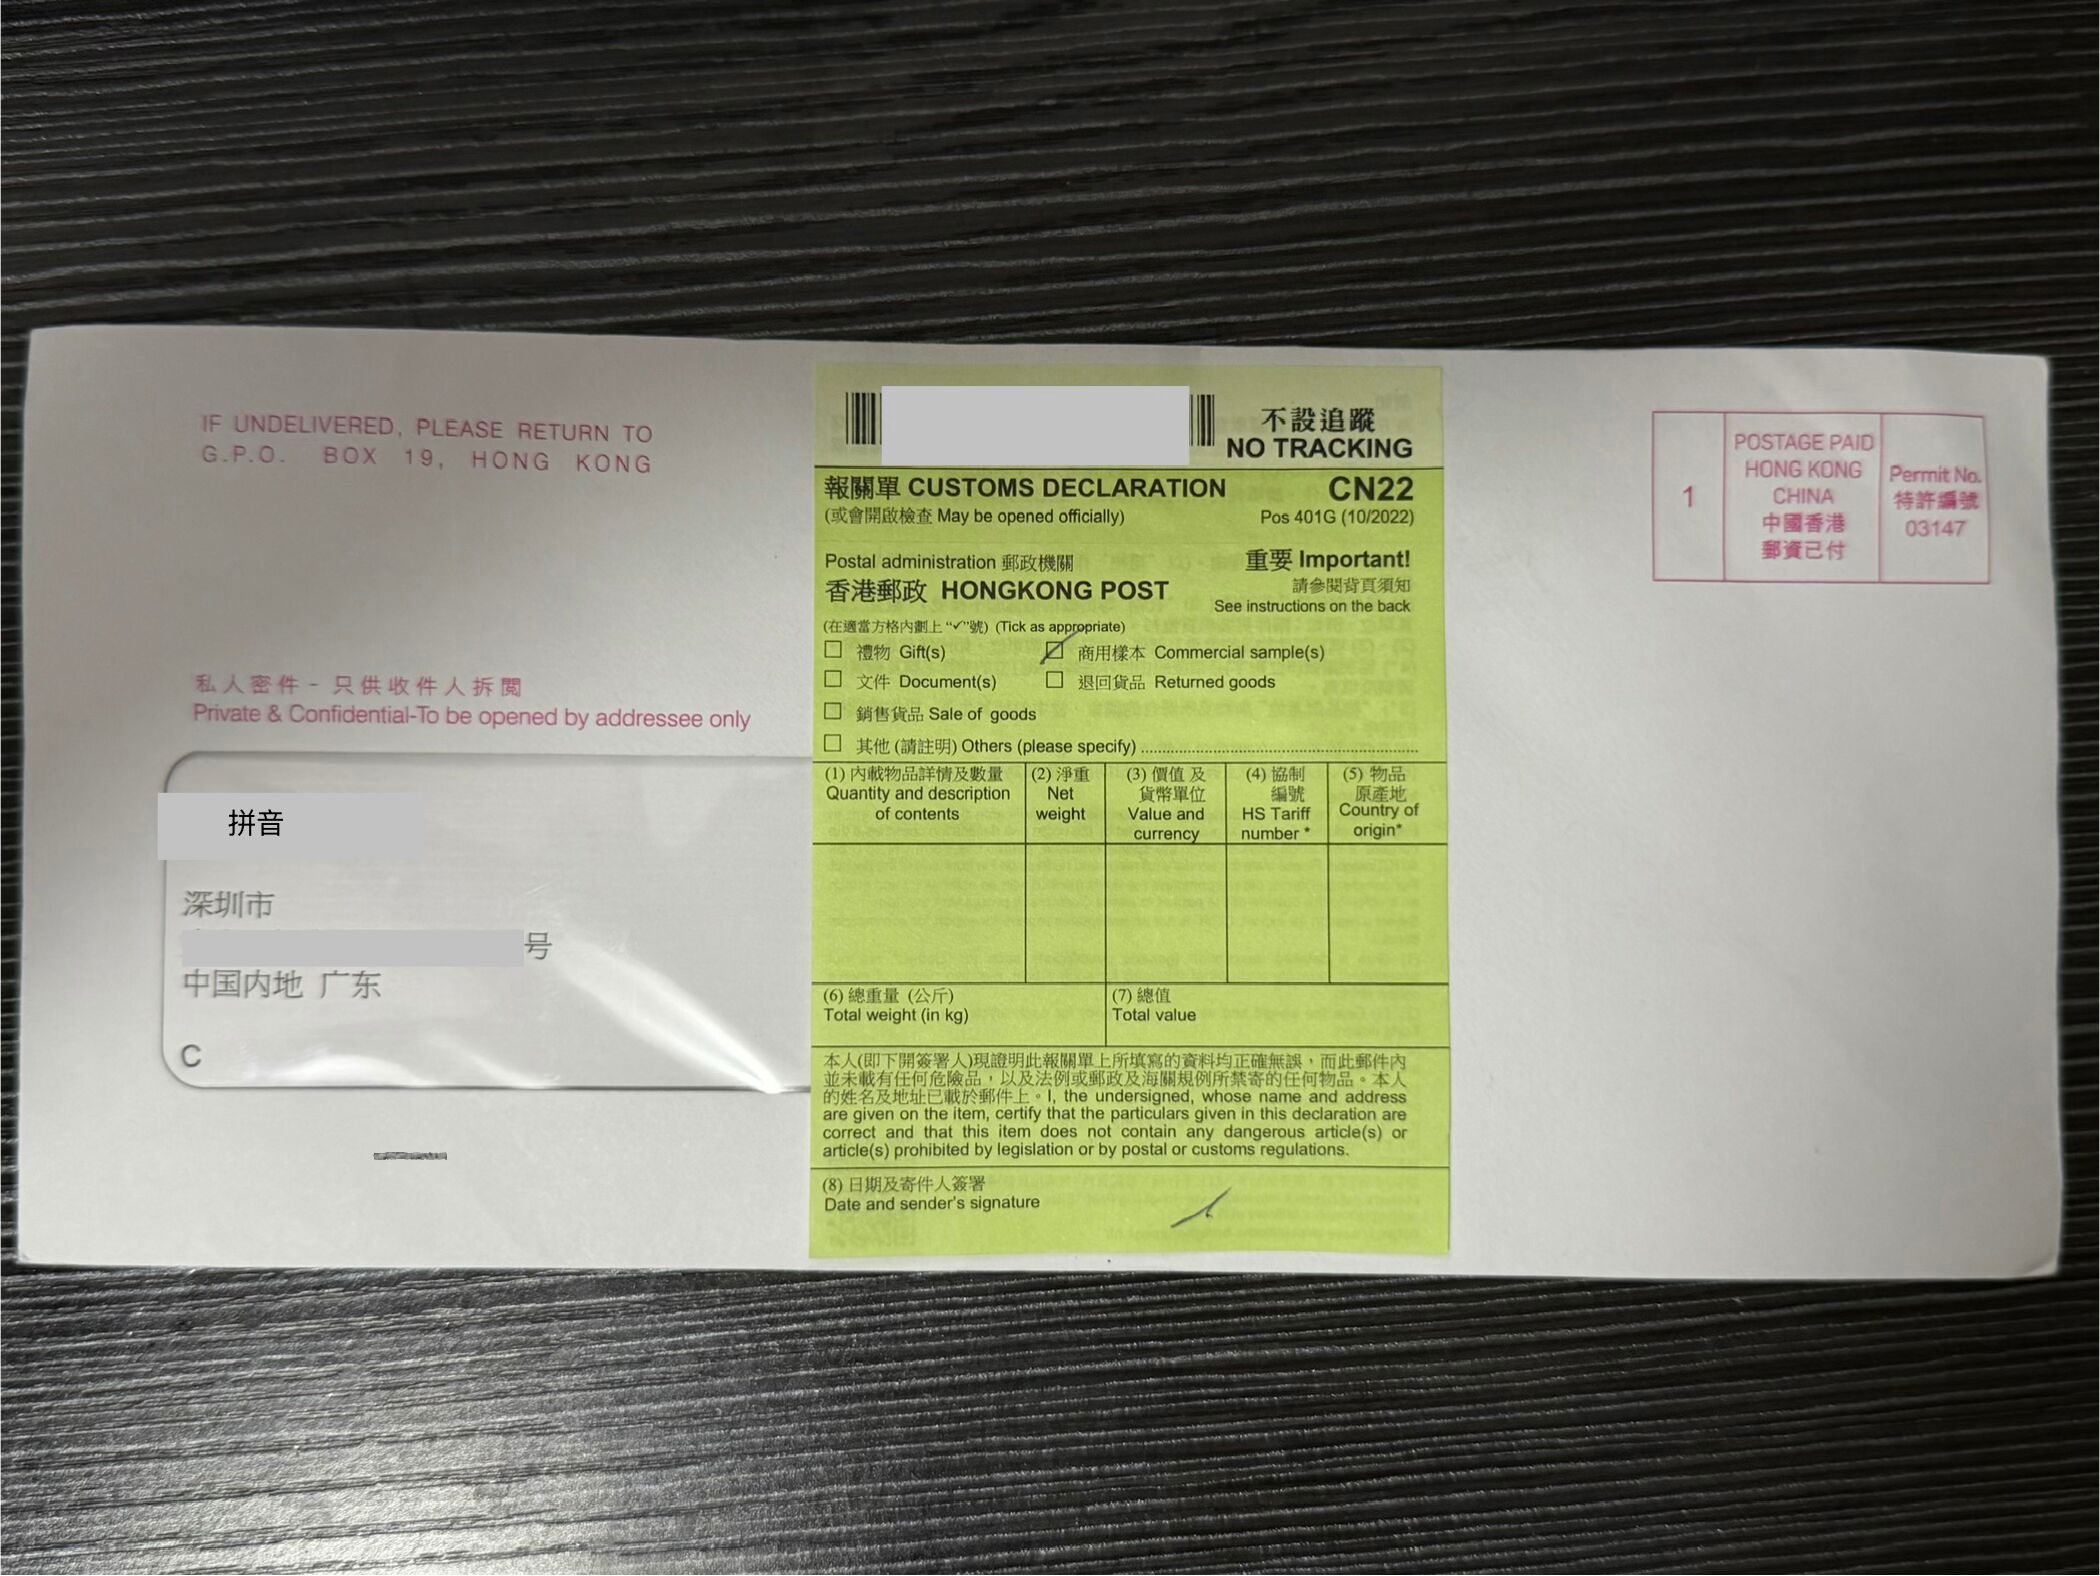 IF UNDELIVERED, PLEASE RETURN TO
G.P.O. BOX 19, HONG KONG
私人密件 - 只供收件人拆閲
Private & Confidential-To be opened by addressee only
拼音
深圳市
号
中国内地 广东
C
不設追蹤
NO TRACKING
報關單 CUSTOMS DECLARATION CN22
(或會開啟檢查 May be opened officially) Pos 401G (10/2022)
Postal administration 郵政機關 重要 Important!
香港郵政 HONGKONG POST 請參閱背頁須知
See instructions on the back
(在適當方格內劃上 “✓”號) (Tick as appropriate)
禮物 Gift(s) 商用樣本 Commercial sample(s)
文件 Document(s) 退回貨品 Returned goods
銷售貨品 Sale of goods
其他 (請註明) Others (please specify)
(1) 內載物品詳情及數量
Quantity and description
of contents
(2) 淨重
Net
weight
(3) 價值 及
貨幣單位
Value and
currency
(4) 協制
編號
HS Tariff
number *
(5) 物品
原產地
Country of
origin*
(6) 總重量 (公斤)
Total weight (in kg)
(7) 總值
Total value
本人(即下開簽署人)現證明此報關單上所填寫的資料均正確無誤，而此郵件內
並未載有任何危險品，以及法例或郵政及海關規例所禁寄的任何物品。本人
的姓名及地址已載於郵件上。I, the undersigned, whose name and address
are given on the item, certify that the particulars given in this declaration are
correct and that this item does not contain any dangerous article(s) or
article(s) prohibited by legislation or by postal or customs regulations.
(8) 日期及寄件人簽署
Date and sender's signature
1
POSTAGE PAID
HONG KONG
CHINA
中國香港
郵資已付
Permit No.
特許編號
03147